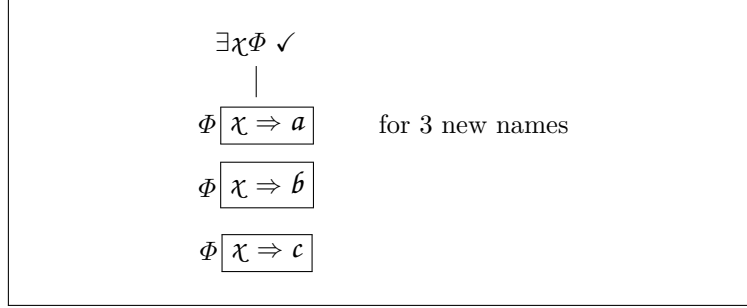 ∃χΦ ✓
Φ χ ⇒ a for 3 new names
Φ χ ⇒ b
Φ χ ⇒ c